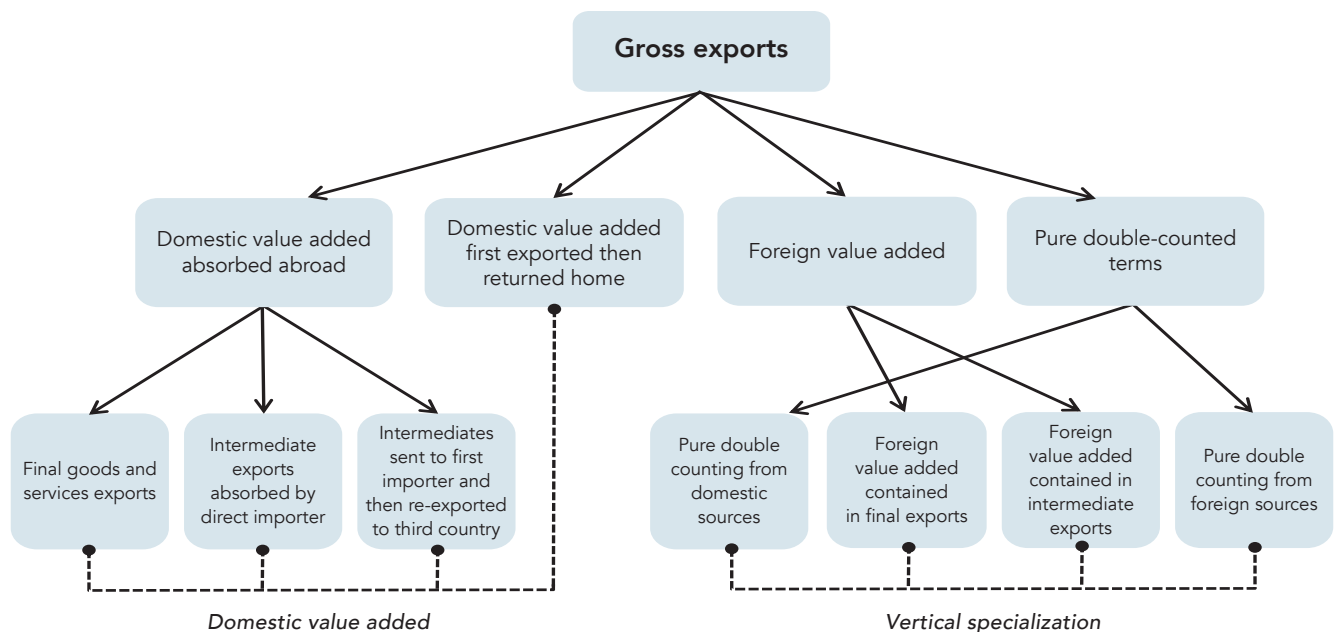 Gross exports
Domestic value added
absorbed abroad
Domestic value added
first exported then
returned home
Foreign value added
Pure double-counted
terms
Final goods and
services exports
Intermediate
exports
absorbed by
direct importer
Intermediates
sent to first
importer and
then re-exported
to third country
Pure double
counting from
domestic
sources
Foreign
value added
contained
in final exports
Foreign
value added
contained in
intermediate
exports
Pure double
counting from
foreign sources
Domestic value added
Vertical specialization